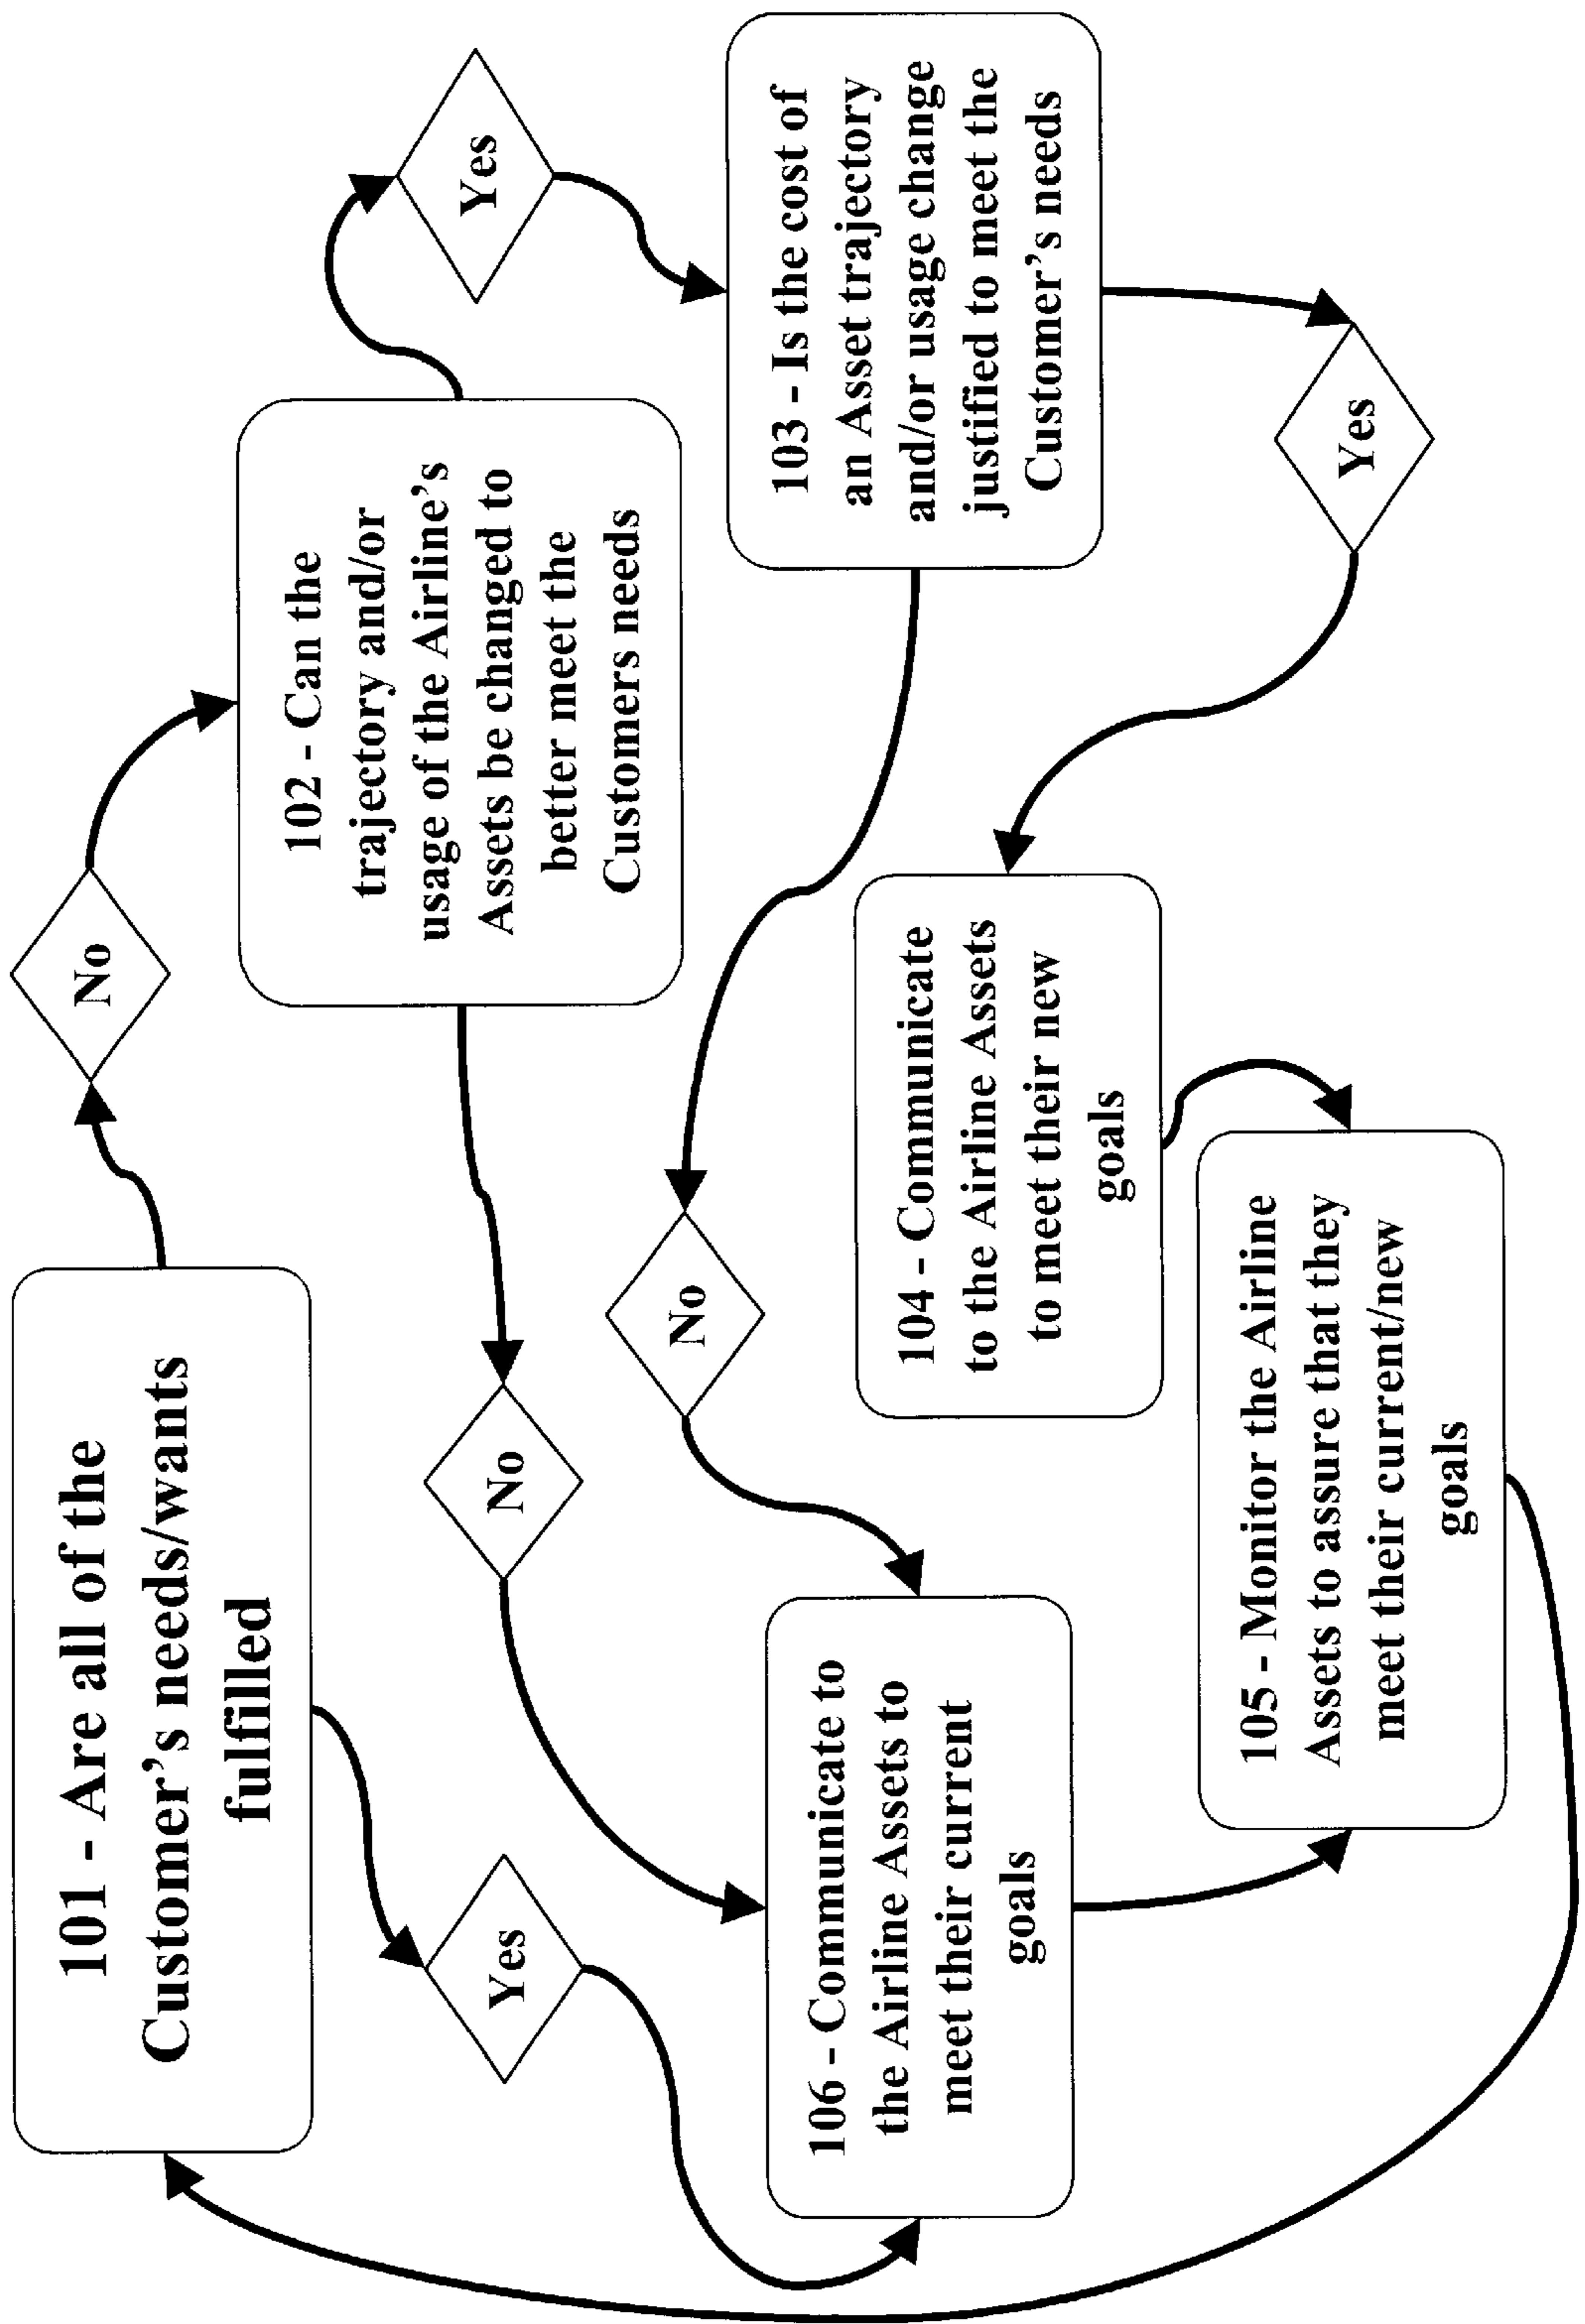 101 - Are all of the
Customer's needs/wants
fulfilled
No
102 - Can the
trajectory and/or
usage of the Airline's
Assets be changed to
better meet the
Customers needs
Yes
Yes
No
No
103 - Is the cost of
an Asset trajectory
and/or usage change
justified to meet the
Customer's needs
106 - Communicate to
the Airline Assets to
meet their current
goals
104 - Communicate
to the Airline Assets
to meet their new
goals
Yes
105 - Monitor the Airline
Assets to assure that they
meet their current/new
goals